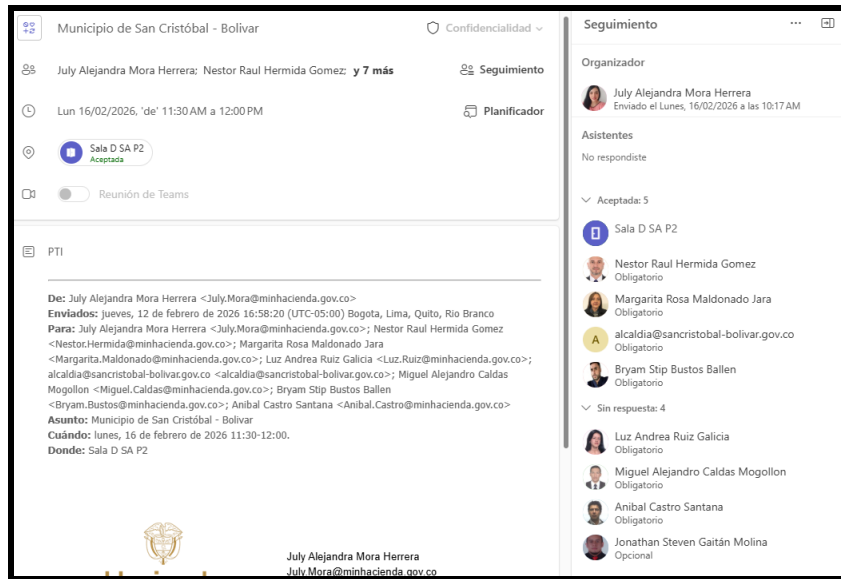 Municipio de San Cristóbal - Bolivar
Confidencialidad
July Alejandra Mora Herrera; Nestor Raul Hermida Gomez; y 7 más
Seguimiento
Lun 16/02/2026, 'de' 11:30 AM a 12:00 PM
Planificador
Sala D SA P2
Aceptada
Reunión de Teams
PTI
De: July Alejandra Mora Herrera <July.Mora@minhacienda.gov.co>
Enviados: jueves, 12 de febrero de 2026 16:58:20 (UTC-05:00) Bogota, Lima, Quito, Rio Branco
Para: July Alejandra Mora Herrera <July.Mora@minhacienda.gov.co>; Nestor Raul Hermida Gomez
<Nestor.Hermida@minhacienda.gov.co>; Margarita Rosa Maldonado Jara
<Margarita.Maldonado@minhacienda.gov.co>; Luz Andrea Ruiz Galicia <Luz.Ruiz@minhacienda.gov.co>;
alcaldia@sancristobal-bolivar.gov.co <alcaldia@sancristobal-bolivar.gov.co>; Miguel Alejandro Caldas
Mogollon <Miguel.Caldas@minhacienda.gov.co>; Bryam Stip Bustos Ballen
<Bryam.Bustos@minhacienda.gov.co>; Anibal Castro Santana <Anibal.Castro@minhacienda.gov.co>
Asunto: Municipio de San Cristóbal - Bolivar
Cuándo: lunes, 16 de febrero de 2026 11:30-12:00.
Donde: Sala D SA P2
July Alejandra Mora Herrera
July.Mora@minhacienda.gov.co
Seguimiento
Organizador
July Alejandra Mora Herrera
Enviado el Lunes, 16/02/2026 a las 10:17 AM
Asistentes
No respondiste
Aceptada: 5
Sala D SA P2
Nestor Raul Hermida Gomez
Obligatorio
Margarita Rosa Maldonado Jara
Obligatorio
A
alcaldia@sancristobal-bolivar.gov.co
Obligatorio
Bryam Stip Bustos Ballen
Obligatorio
Sin respuesta: 4
Luz Andrea Ruiz Galicia
Obligatorio
Miguel Alejandro Caldas Mogollon
Obligatorio
Anibal Castro Santana
Obligatorio
Jonathan Steven Gaitán Molina
Opcional